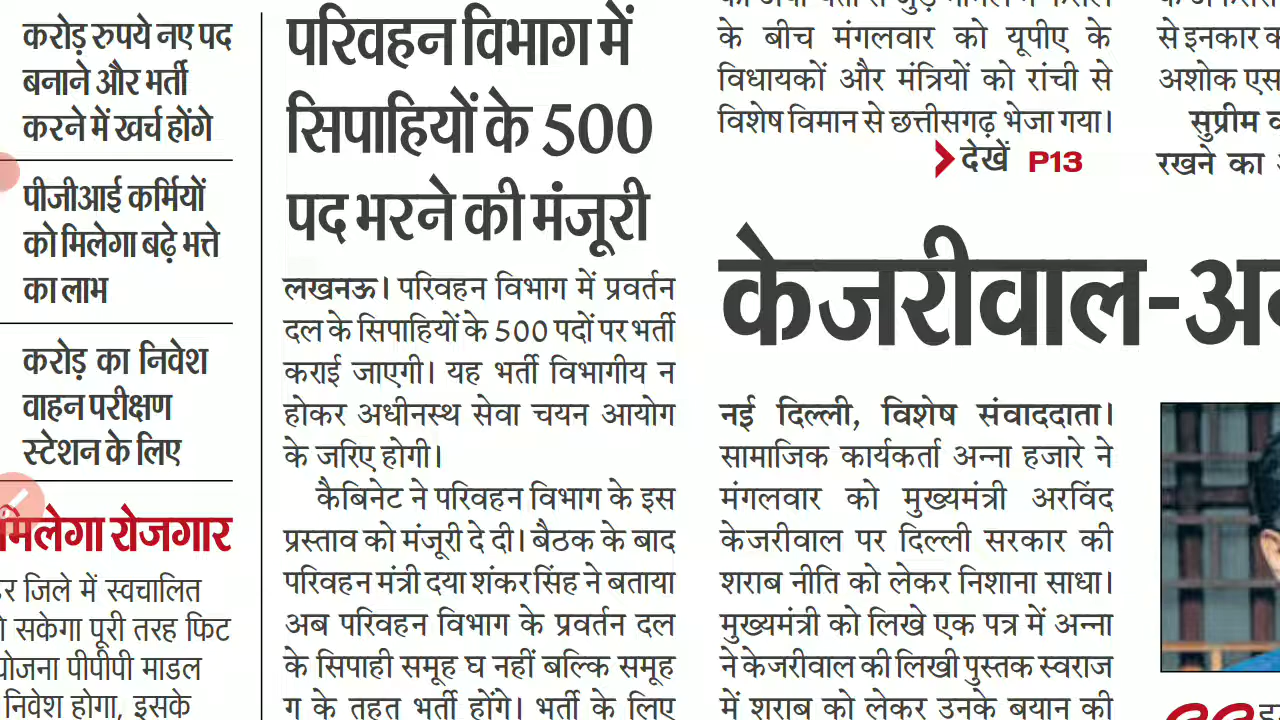 करोड़ रुपये नए पद
बनाने और भर्ती
करने में खर्च होंगे
पीजीआई कर्मियों
को मिलेगा बढ़े भत्ते
का लाभ
करोड़ का निवेश
वाहन परीक्षण
स्टेशन के लिए
मिलेगा रोजगार
जिले में स्वचालित
सकेगा पूरी तरह फिट
पीपीपी माडल
निवेश होगा, इसके
परिवहन विभाग में
सिपाहियों के 500
पद भरने की मंजूरी
लखनऊ। परिवहन विभाग में प्रवर्तन
दल के सिपाहियों के 500 पदों पर भर्ती
कराई जाएगी। यह भर्ती विभागीय न
होकर अधीनस्थ सेवा चयन आयोग
के जरिए होगी।
कैबिनेट ने परिवहन विभाग के इस
प्रस्ताव को मंजूरी दे दी। बैठक के बाद
परिवहन मंत्री दया शंकर सिंह ने बताया
अब परिवहन विभाग के प्रवर्तन दल
के सिपाही समूह घ नहीं बल्कि समूह
ग के तहत भर्ती होंगे। भर्ती के लिए
के बीच मंगलवार को यूपीए के
विधायकों और मंत्रियों को रांची से
विशेष विमान से छत्तीसगढ़ भेजा गया।
देखें P13
से इनकार
अशोक
सुप्रीम
रखने का
केजरीवाल-
नई दिल्ली, विशेष संवाददाता।
सामाजिक कार्यकर्ता अन्ना हजारे ने
मंगलवार को मुख्यमंत्री अरविंद
केजरीवाल पर दिल्ली सरकार की
शराब नीति को लेकर निशाना साधा।
मुख्यमंत्री को लिखे एक पत्र में अन्ना
ने केजरीवाल की लिखी पुस्तक स्वराज
में शराब को लेकर उनके बयान की